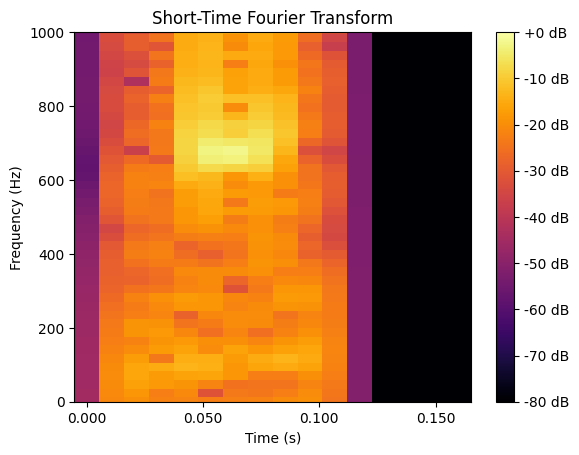 Short-Time Fourier Transform
1000
800
600
400
200
0
Frequency (Hz)
0.000
0.050
0.100
0.150
Time (s)
+0 dB
-10 dB
-20 dB
-30 dB
-40 dB
-50 dB
-60 dB
-70 dB
-80 dB